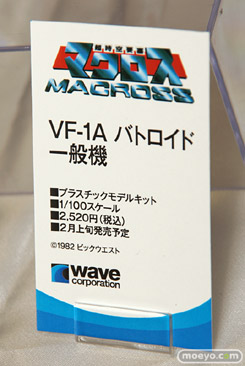 超時空要塞
マクロス
MACROSS
VF-1A バトロイド
一般機
■プラスチックモデルキット
■1/100スケール
■2,520円(税込)
■2月上旬発売予定
©1982 ビックウエスト
wave
corporation
moeyo.com